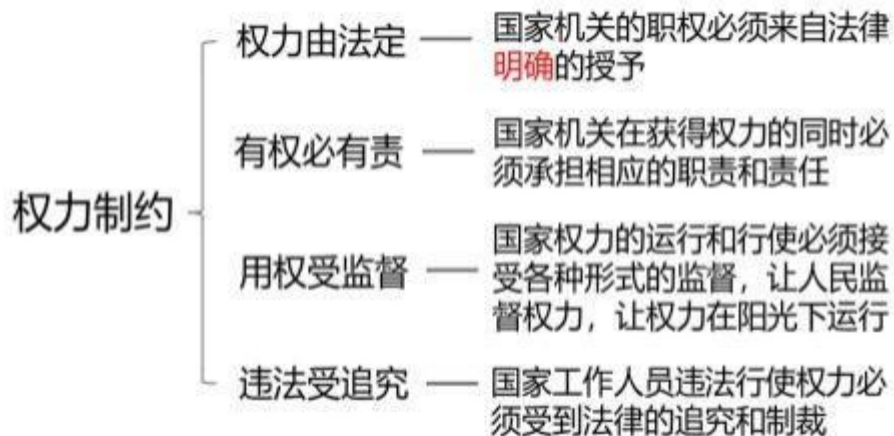 权力制约
权力由法定
国家机关的职权必须来自法律
明确的授予
有权必有责
国家机关在获得权力的同时必
须承担相应的职责和责任
用权受监督
国家权力的运行和行使必须接
受各种形式的监督，让人民监
督权力，让权力在阳光下运行
违法受追究
国家工作人员违法行使权力必
须受到法律的追究和制裁